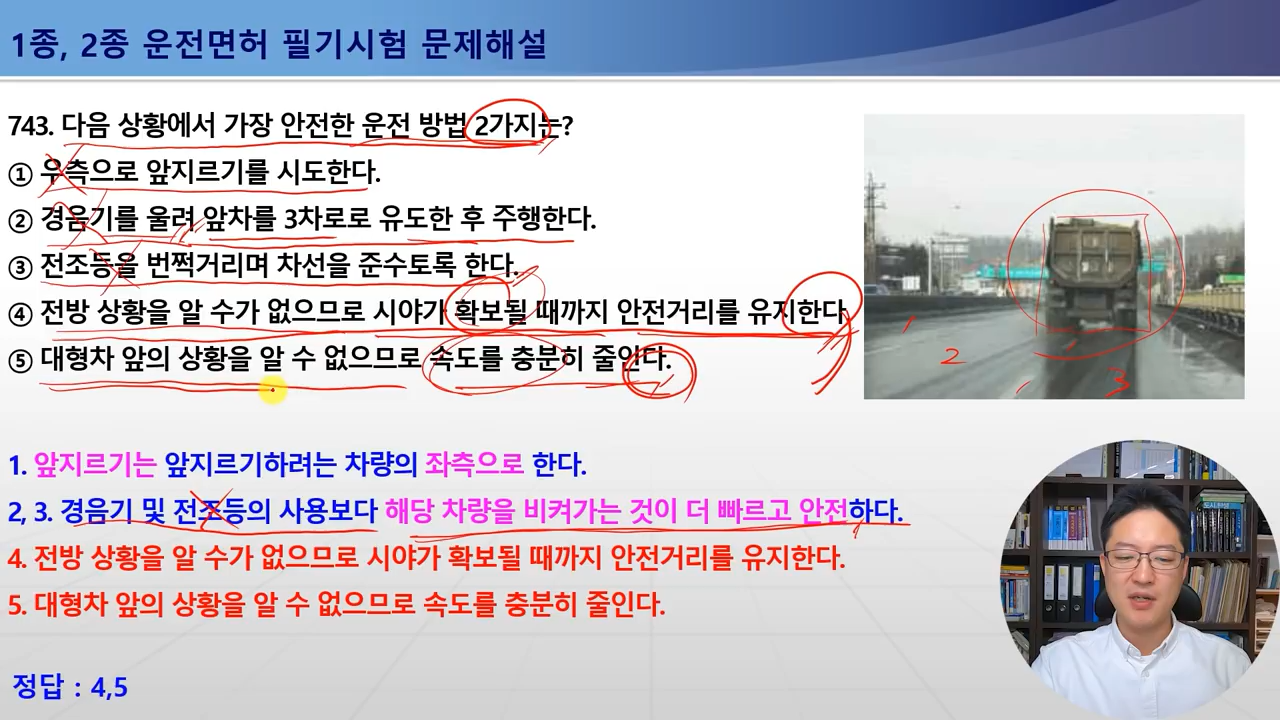 1종, 2종 운전면허 필기시험 문제해설
743. 다음 상황에서 가장 안전한 운전 방법 2가지는?
① 우측으로 앞지르기를 시도한다.
② 경음기를 울려 앞차를 3차로로 유도한 후 주행한다.
③ 전조등을 번쩍거리며 차선을 준수토록 한다.
④ 전방 상황을 알 수가 없으므로 시야가 확보될 때까지 안전거리를 유지한다.
⑤ 대형차 앞의 상황을 알 수 없으므로 속도를 충분히 줄인다.
2
3
1. 앞지르기는 앞지르기하려는 차량의 좌측으로 한다.
2, 3. 경음기 및 전조등의 사용보다 해당 차량을 비켜가는 것이 더 빠르고 안전하다.
4. 전방 상황을 알 수가 없으므로 시야가 확보될 때까지 안전거리를 유지한다.
5. 대형차 앞의 상황을 알 수 없으므로 속도를 충분히 줄인다.
정답 : 4,5